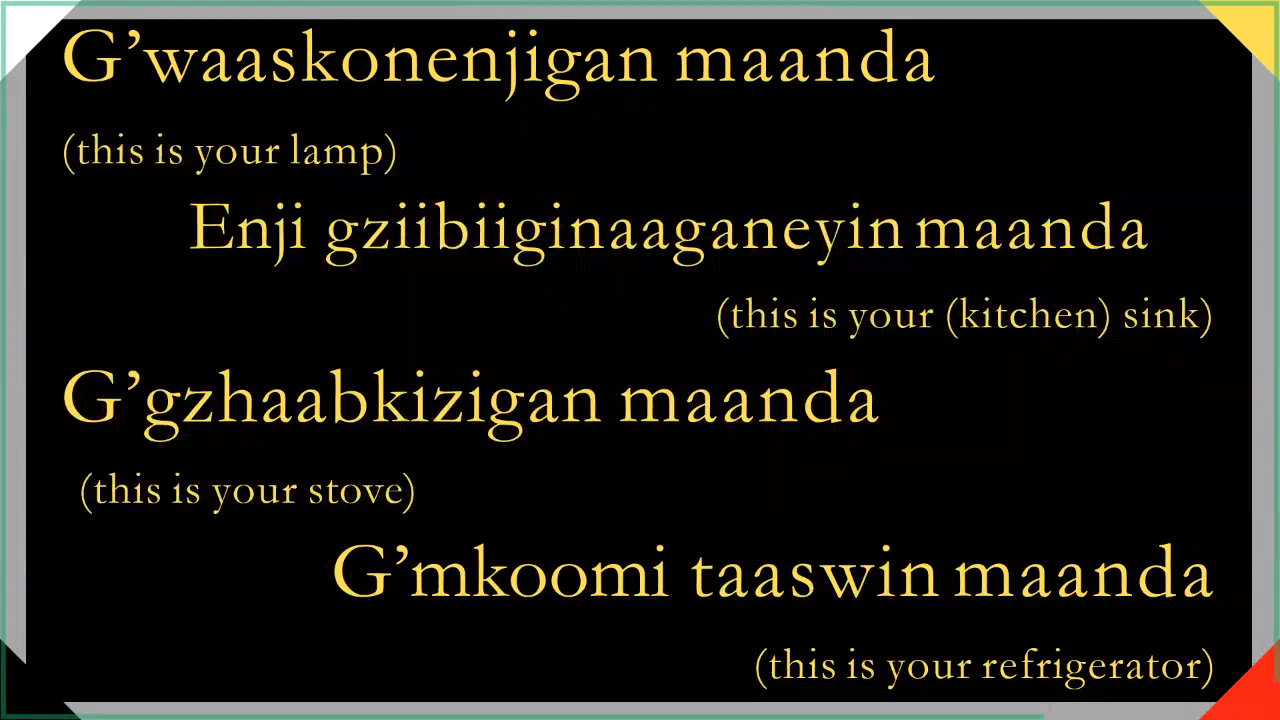 G’waaskonenjigan maanda
(this is your lamp)
Enji gziibiiginaaganeyin maanda
(this is your (kitchen) sink)
G’gzhaabkizigan maanda
(this is your stove)
G’mkoomi taaswin maanda
(this is your refrigerator)